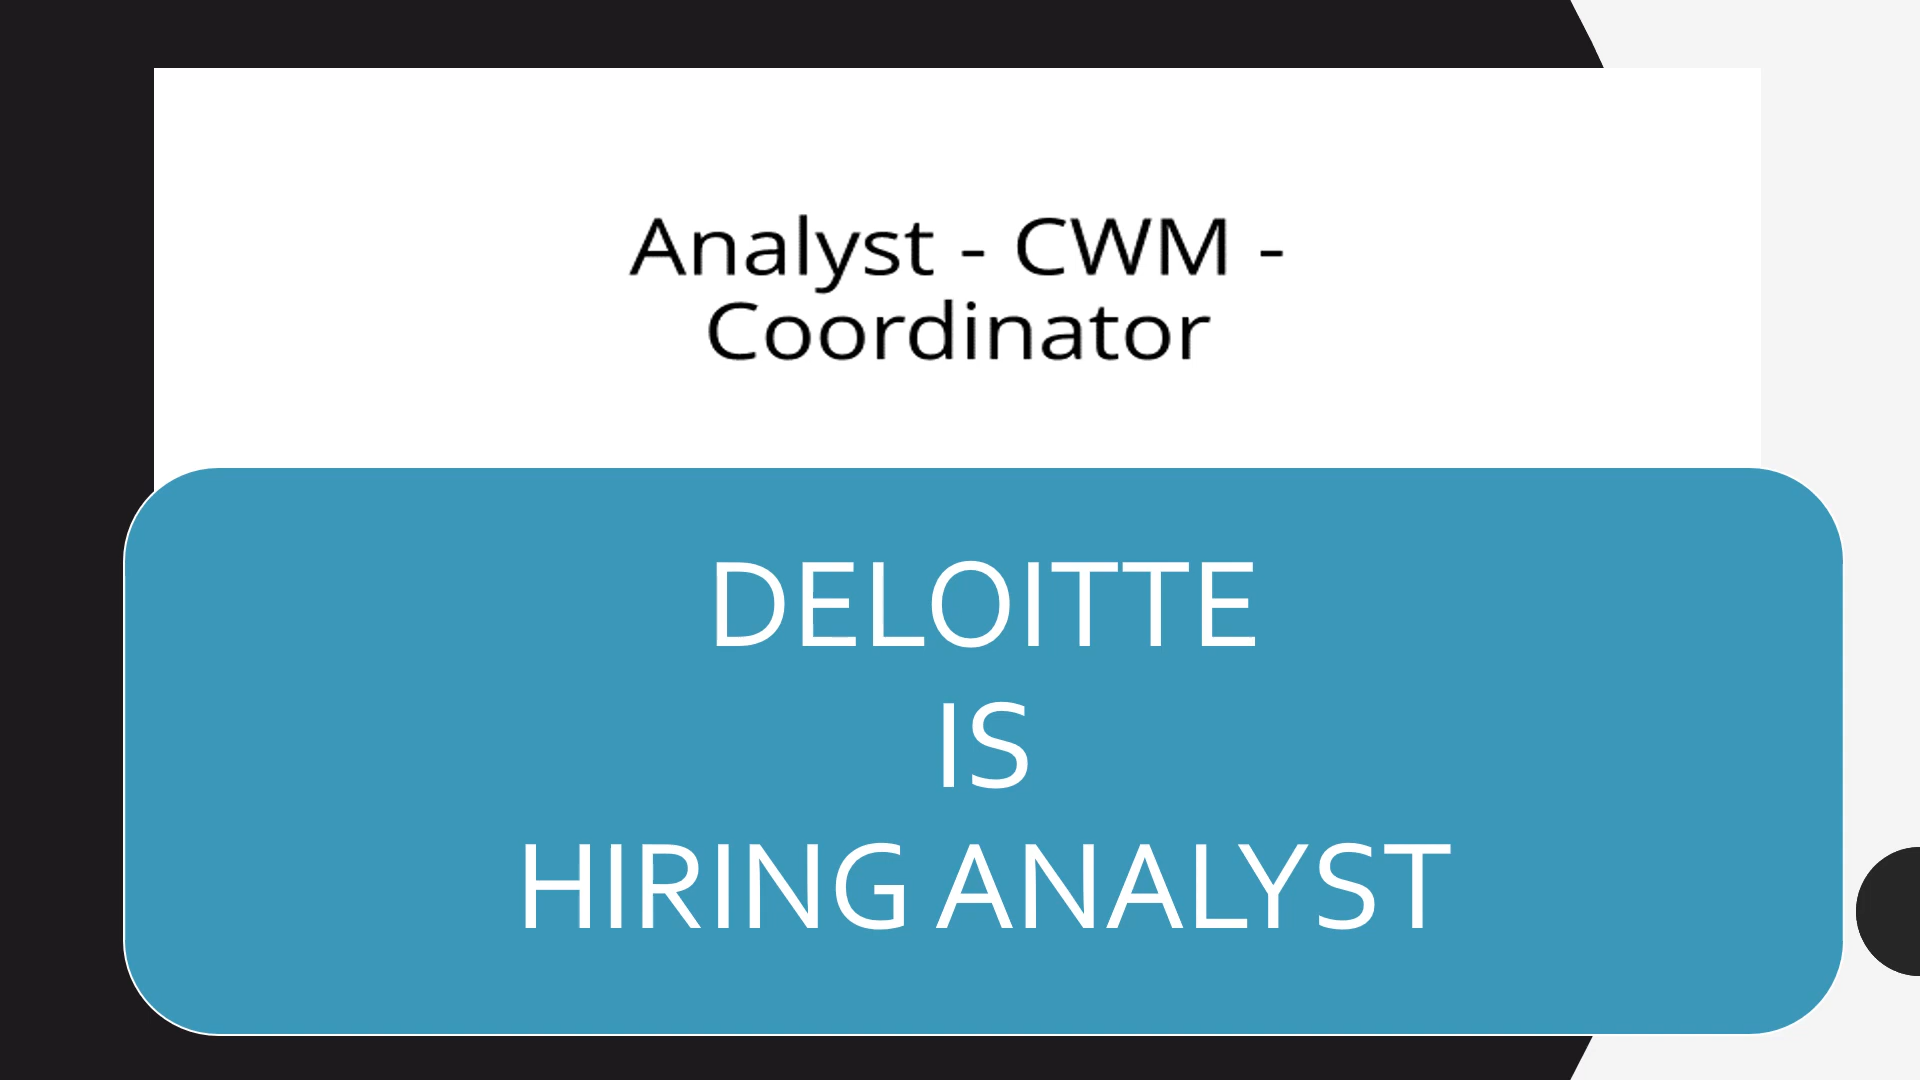 Analyst - CWM -
Coordinator
DELOITTE
IS
HIRING ANALYST